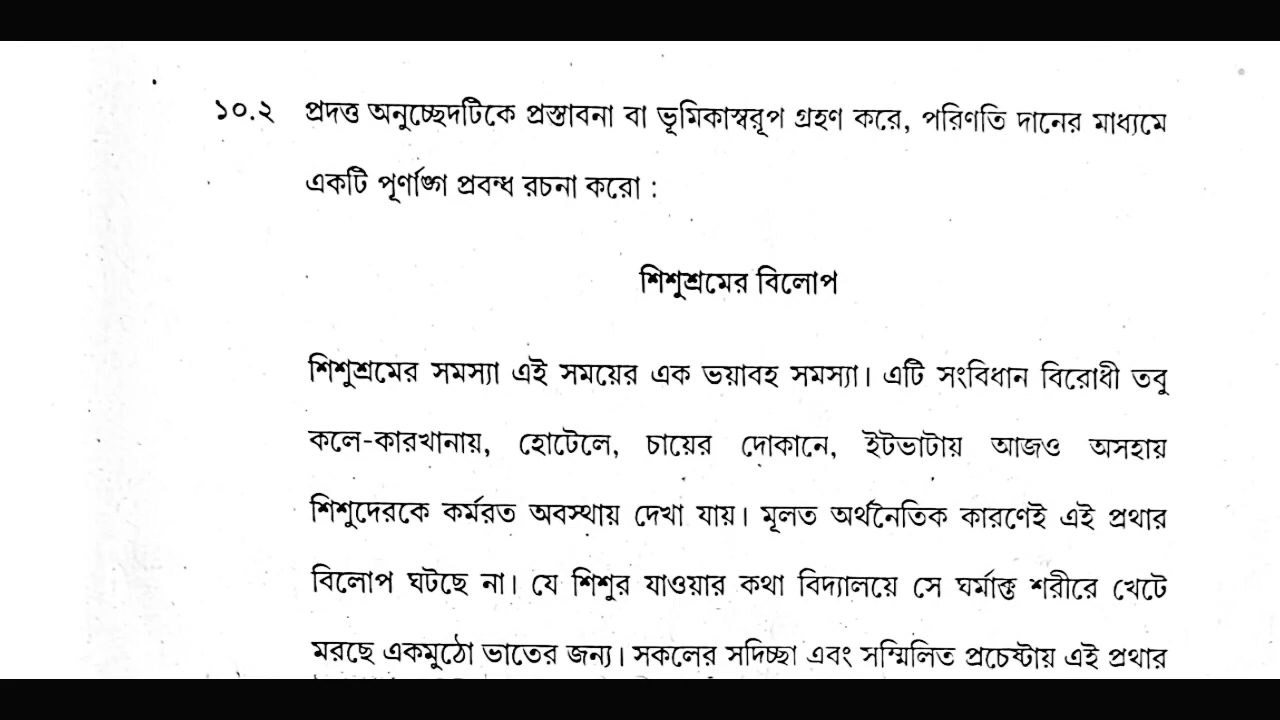 ১০.২ প্রদত্ত অনুচ্ছেদটিকে প্রস্তাবনা বা ভূমিকাস্বরূপ গ্রহণ করে, পরিণতি দানের মাধ্যমে
একটি পূর্ণাঙ্গ প্রবন্ধ রচনা করো :
শিশুশ্রমের বিলোপ
শিশুশ্রমের সমস্যা এই সময়ের এক ভয়াবহ সমস্যা। এটি সংবিধান বিরোধী তবু
কলে-কারখানায়, হোটেলে, চায়ের দোকানে, ইটভাটায় আজও অসহায়
শিশুদেরকে কর্মরত অবস্থায় দেখা যায়। মূলত অর্থনৈতিক কারণেই এই প্রথার
বিলোপ ঘটছে না। যে শিশুর যাওয়ার কথা বিদ্যালয়ে সে ঘর্মাক্ত শরীরে খেটে
মরছে একমুঠো ভাতের জন্য। সকলের সদিচ্ছা এবং সম্মিলিত প্রচেষ্টায় এই প্রথার